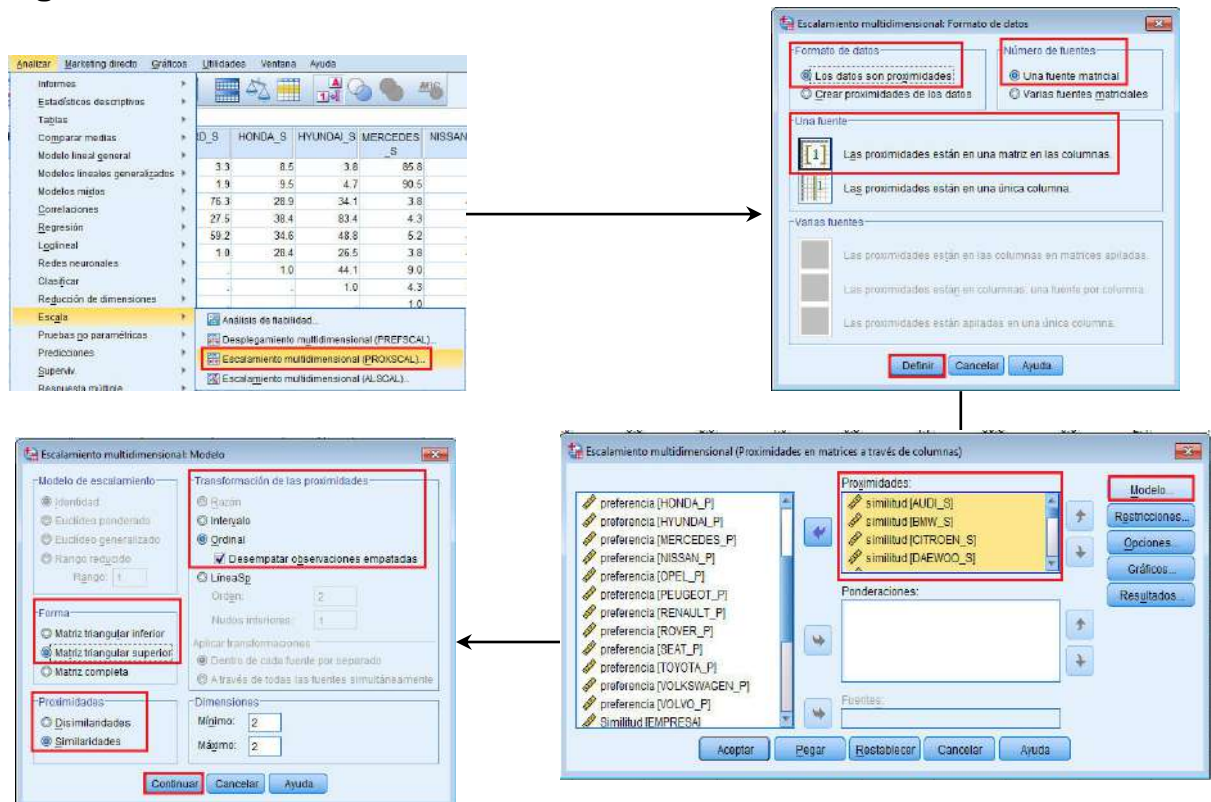 Analizar Marketing directo Gráficos Utilidades Ventana Ayuda
Informes
Estadísticos descriptivos
Tablas
Comparar medias
Modelo lineal general
Modelos lineales generalizados
Modelos mixtos
Correlaciones
Regresión
Loglineal
Redes neuronales
Clasificar
Reducción de dimensiones
Escala
Pruebas no paramétricas
Predicciones
Superviv.
Respuesta múltiple
D_S HONDA_S HYUNDAI_S MERCEDES_S NISSAN
3.3 8.5 3.8 85.8
1.9 9.5 4.7 90.5
76.3 28.9 34.1 3.8
27.5 38.4 83.4 4.3
59.2 34.6 48.8 5.2
1.0 28.4 26.5 3.8
. 1.0 44.1 9.0
. . 1.0 4.3
. . . 1.0
Análisis de fiabilidad...
Desplegamiento multidimensional (PREFSCAL)...
Escalamiento multidimensional (PROXSCAL)...
Escalamiento multidimensional (ALSCAL)...
Escalamiento multidimensional: Formato de datos
Formato de datos
Los datos son proximidades
Crear proximidades de los datos
Número de fuentes
Una fuente matricial
Varias fuentes matriciales
Una fuente
[1] Las proximidades están en una matriz en las columnas.
1 Las proximidades están en una única columna.
Varias fuentes
Las proximidades están en las columnas en matrices apiladas.
Las proximidades están en columnas; una fuente por columna.
Las proximidades están apiladas en una única columna.
Definir Cancelar Ayuda
Escalamiento multidimensional: Modelo
Modelo de escalamiento
Identidad
Euclídeo ponderado
Euclídeo generalizado
Rango reducido
Rango: 1
Forma
Matriz triangular inferior
Matriz triangular superior
Matriz completa
Proximidades
Disimilaridades
Similaridades
Transformación de las proximidades
Razón
Intervalo
Ordinal
Desempatar observaciones empatadas
LíneaSp
Orden: 2
Nudos interiores: 1
Aplicar transformaciones
Dentro de cada fuente por separado
A través de todas las fuentes simultáneamente
Dimensiones
Mínimo: 2
Máximo: 2
Continuar Cancelar Ayuda
Escalamiento multidimensional (Proximidades en matrices a través de columnas)
preferencia [HONDA_P]
preferencia [HYUNDAI_P]
preferencia [MERCEDES_P]
preferencia [NISSAN_P]
preferencia [OPEL_P]
preferencia [PEUGEOT_P]
preferencia [RENAULT_P]
preferencia [ROVER_P]
preferencia [SEAT_P]
preferencia [TOYOTA_P]
preferencia [VOLKSWAGEN_P]
preferencia [VOLVO_P]
Similitud [EMPRESA]
Proximidades:
similitud [AUDI_S]
similitud [BMW_S]
similitud [CITROEN_S]
similitud [DAEWOO_S]
Ponderaciones:
Fuentes:
Modelo...
Restricciones...
Opciones...
Gráficos...
Resultados...
Aceptar Pegar Restablecer Cancelar Ayuda